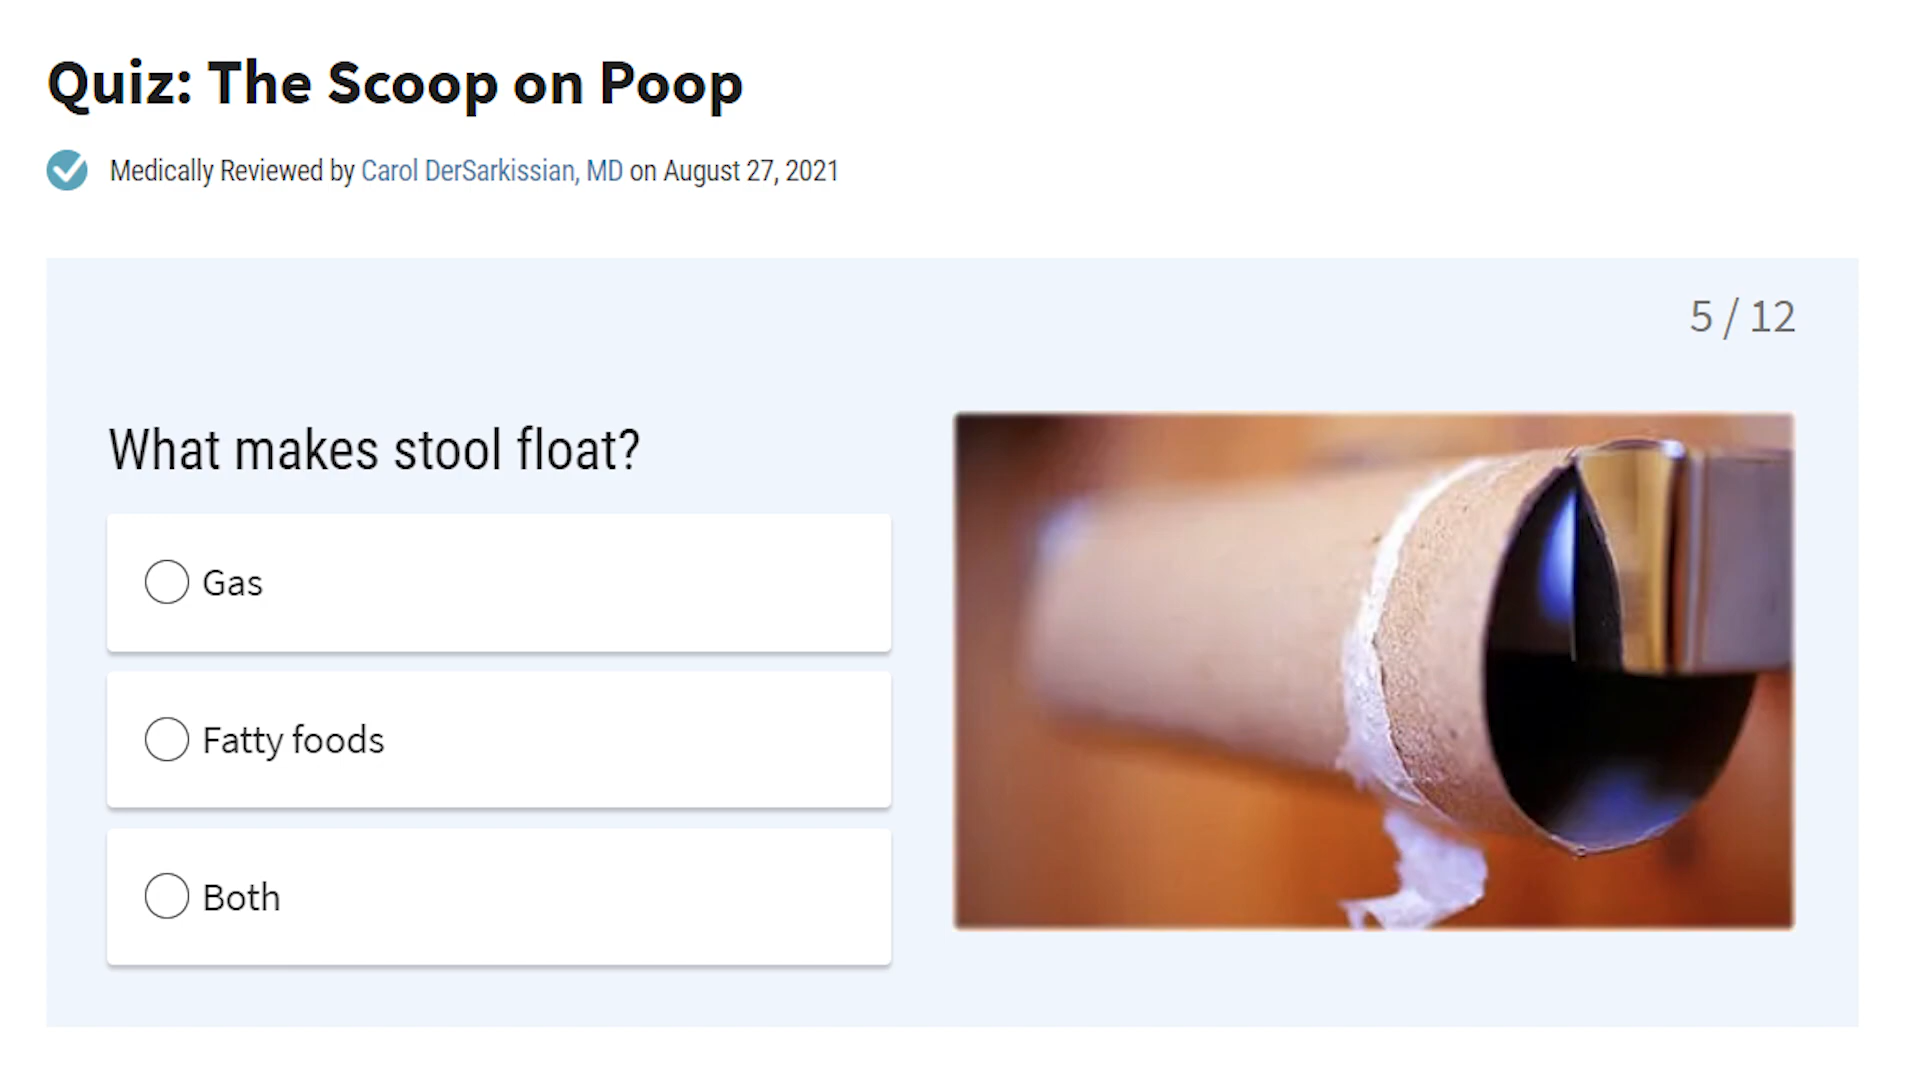 Quiz: The Scoop on Poop
Medically Reviewed by Carol DerSarkissian, MD on August 27, 2021
5 / 12
What makes stool float?
Gas
Fatty foods
Both